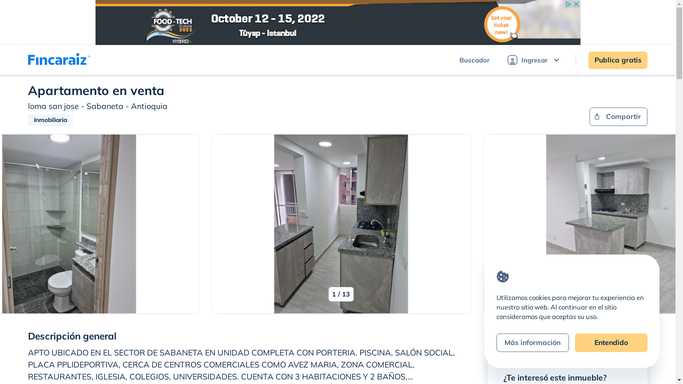 FOOD-TECH
October 12 - 15, 2022
Tüyap - Istanbul
Get your
ticket
now!
Fincaraíz
Buscador
Ingresar
Publica gratis
Apartamento en venta
loma san jose - Sabaneta - Antioquia
Inmobiliaria
Compartir
1 / 13
Utilizamos cookies para mejorar tu experiencia en
nuestro sitio web. Al continuar en el sitio
consideramos que aceptas su uso.
Más información
Entendido
Descripción general
APTO UBICADO EN EL SECTOR DE SABANETA EN UNIDAD COMPLETA CON PORTERIA, PISCINA, SALÓN SOCIAL,
PLACA PPLIDEPORTIVA, CERCA DE CENTROS COMERCIALES COMO AVEZ MARIA, ZONA COMERCIAL,
RESTAURANTES, IGLESIA, COLEGIOS, UNIVERSIDADES. CUENTA CON 3 HABITACIONES Y 2 BAÑOS,...
¿Te interesó este inmueble?